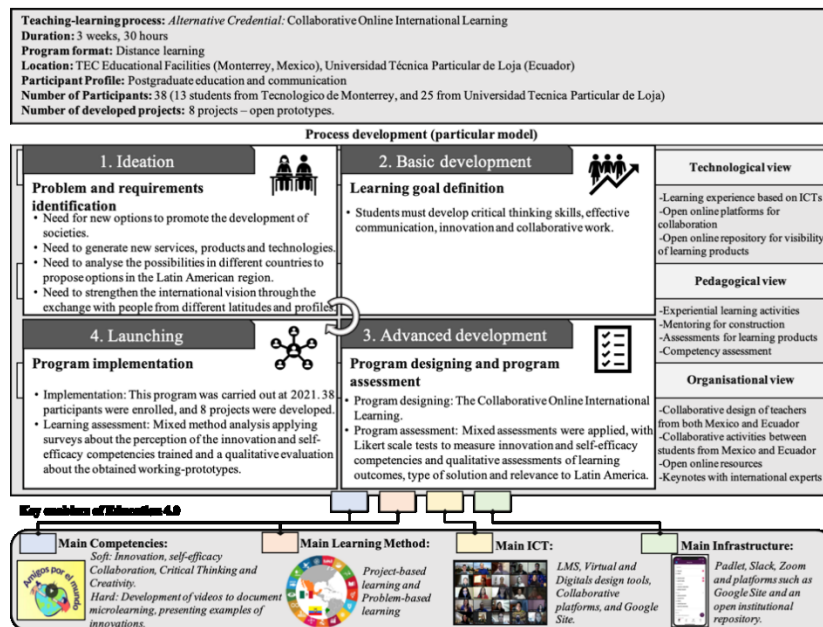 Teaching-learning process: Alternative Credential: Collaborative Online International Learning
Duration: 3 weeks, 30 hours
Program format: Distance learning
Location: TEC Educational Facilities (Monterrey, Mexico), Universidad Técnica Particular de Loja (Ecuador)
Participant Profile: Postgraduate education and communication
Number of Participants: 38 (13 students from Tecnologico de Monterrey, and 25 from Universidad Tecnica Particular de Loja)
Number of developed projects: 8 projects – open prototypes.
Process development (particular model)
1. Ideation
Problem and requirements
identification
• Need for new options to promote the development of
societies.
• Need to generate new services, products and technologies.
• Need to analyse the possibilities in different countries to
propose options in the Latin American region.
• Need to strengthen the international vision through the
exchange with people from different latitudes and profiles.
2. Basic development
Learning goal definition
• Students must develop critical thinking skills, effective
communication, innovation and collaborative work.
4. Launching
Program implementation
• Implementation: This program was carried out at 2021. 38
participants were enrolled, and 8 projects were developed.
• Learning assessment: Mixed method analysis applying
surveys about the perception of the innovation and self-
efficacy competencies trained and a qualitative evaluation
about the obtained working-prototypes.
3. Advanced development
Program designing and program
assessment
• Program designing: The Collaborative Online International
Learning.
• Program assessment: Mixed assessments were applied, with
Likert scale tests to measure innovation and self-efficacy
competencies and qualitative assessments of learning
outcomes, type of solution and relevance to Latin America.
Technological view
-Learning experience based on ICTs
-Open online platforms for
collaboration
-Open online repository for visibility
of learning products
Pedagogical view
-Experiential learning activities
-Mentoring for construction
-Assessments for learning products
-Competency assessment
Organisational view
-Collaborative design of teachers
from both Mexico and Ecuador
-Collaborative activities between
students from Mexico and Ecuador
-Open online resources
-Keynotes with international experts
Key enablers of Education 4.0
Main Competencies:
Soft: Innovation, self-efficacy
Collaboration, Critical Thinking and
Creativity.
Hard: Development of videos to document
microlearning, presenting examples of
innovations.
Amigos por el mundo
Main Learning Method:
Project-based
learning and
Problem-based
learning
Main ICT:
LMS, Virtual and
Digitals design tools,
Collaborative
platforms, and Google
Site.
Main Infrastructure:
Padlet, Slack, Zoom
and platforms such as
Google Site and an
open institutional
repository.